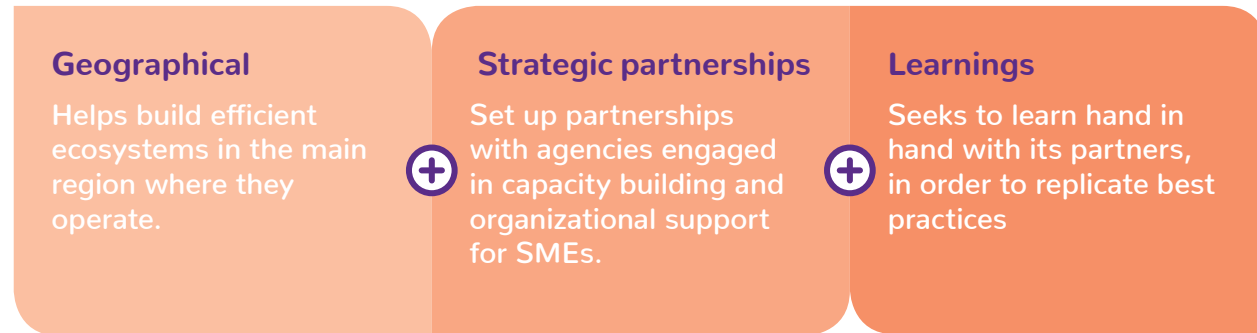 Geographical
Helps build efficient
ecosystems in the main
region where they
operate.
Strategic partnerships
Set up partnerships
with agencies engaged
in capacity building and
organizational support
for SMEs.
Learnings
Seeks to learn hand in
hand with its partners,
in order to replicate best
practices